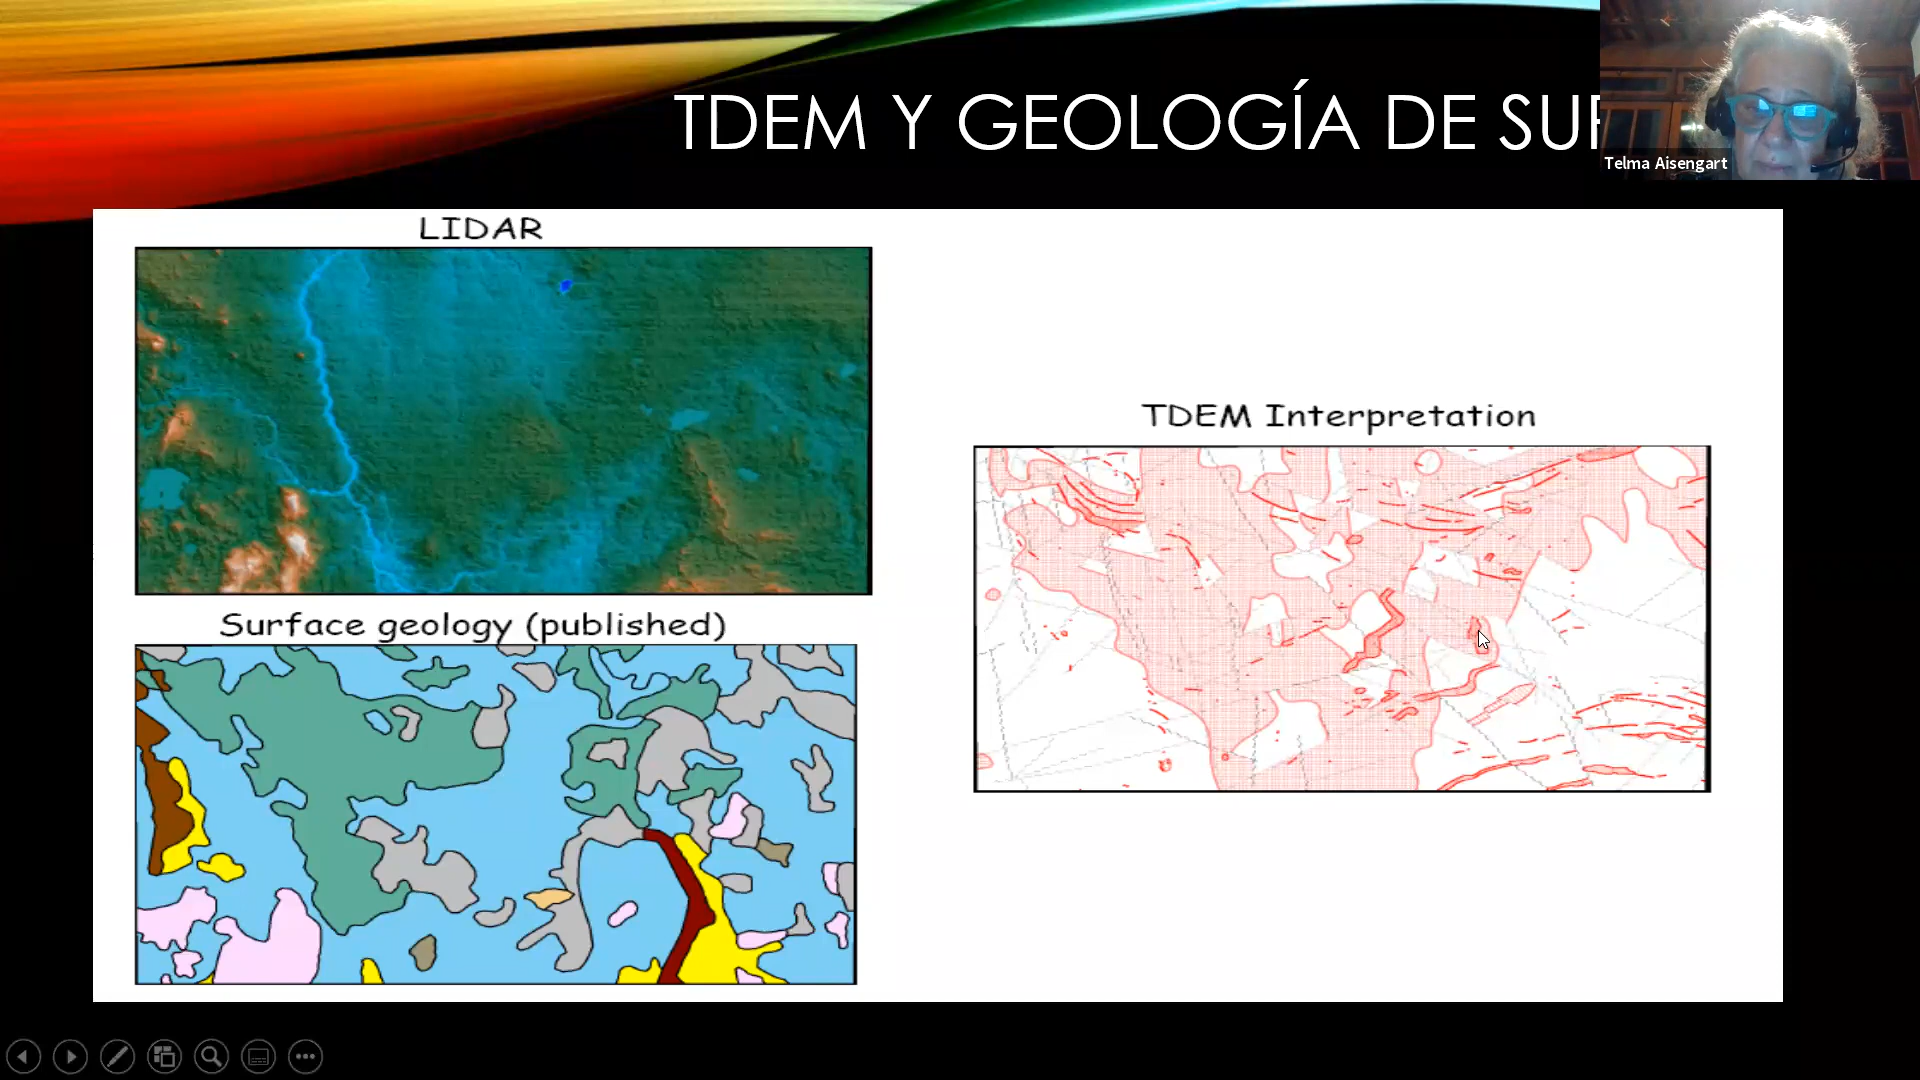 TDEM Y GEOLOGÍA DE SU
Telma Aisengart
LIDAR
TDEM Interpretation
Surface geology (published)